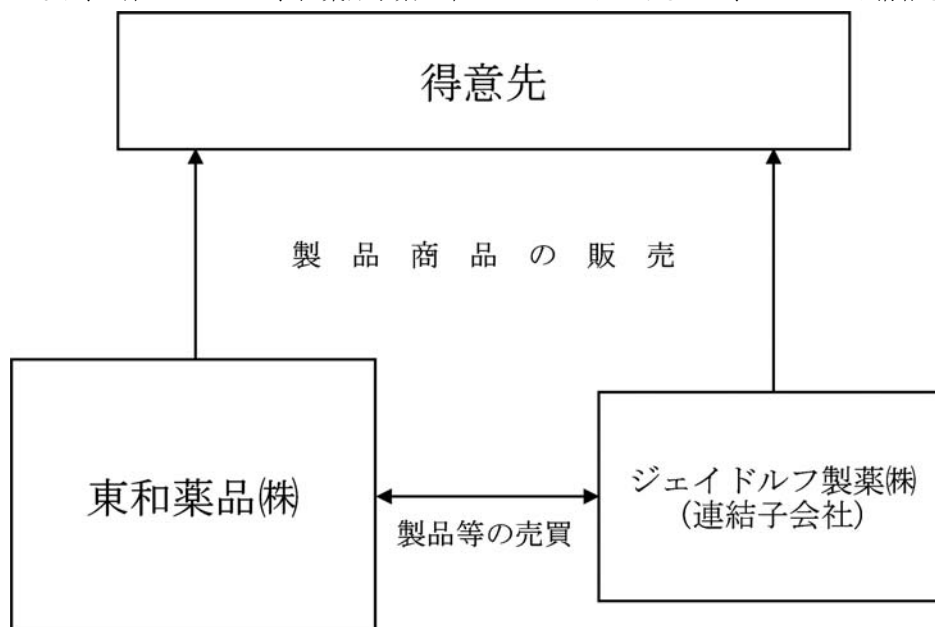 得意先
製品商品の販売
東和薬品㈱
ジェイドルフ製薬㈱
(連結子会社)
製品等の売買